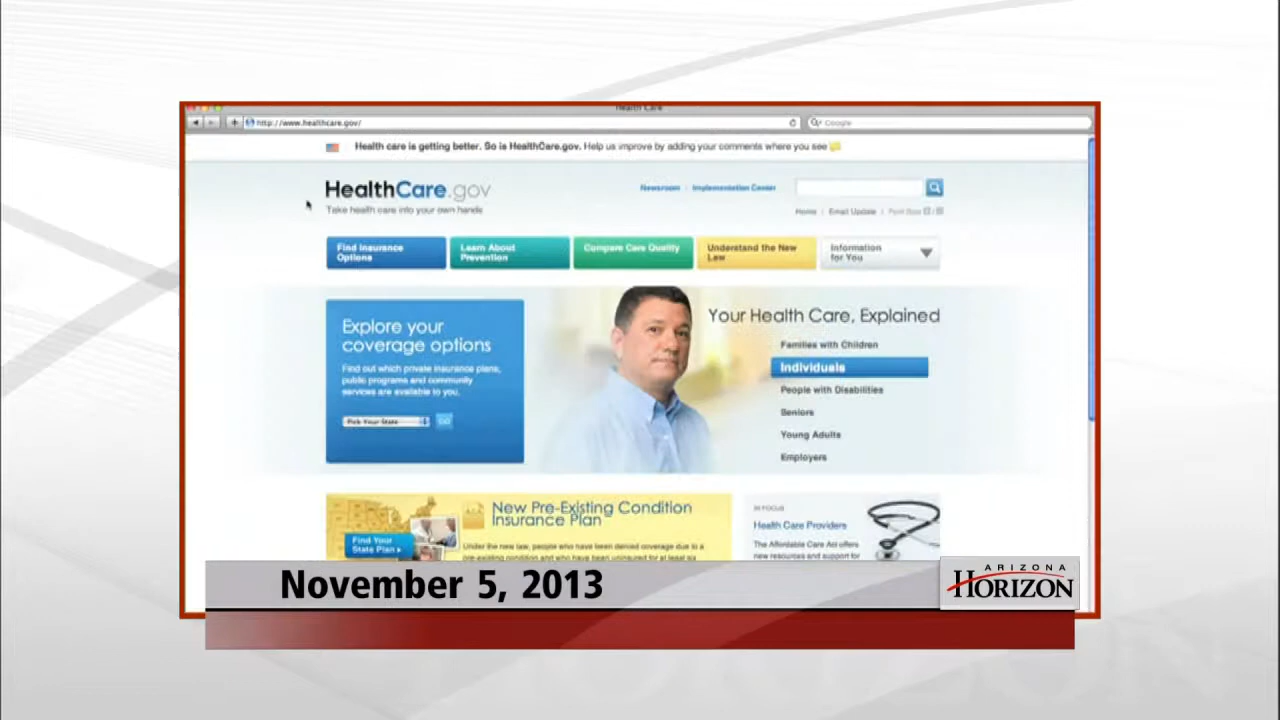 Health Care
http://www.healthcare.gov/
Google
Health care is getting better. So is HealthCare.gov. Help us improve by adding your comments where you see
HealthCare.gov
Take health care into your own hands
Newsroom
Implementation Center
Home
Email Update
Font Size
Find Insurance
Options
Learn About
Prevention
Compare Care Quality
Understand the New
Law
Information
for You
Explore your
coverage options
Find out which private insurance plans,
public programs and community
services are available to you.
Pick Your State
GO
Your Health Care, Explained
Families with Children
Individuals
People with Disabilities
Seniors
Young Adults
Employers
New Pre-Existing Condition
Insurance Plan
Find Your
State Plan
Under the new law, people who have been denied coverage due to a
pre-existing condition and who have been uninsured for at least six
IN FOCUS
Health Care Providers
The Affordable Care Act offers
new resources and support for
November 5, 2013
ARIZONA
HORIZON